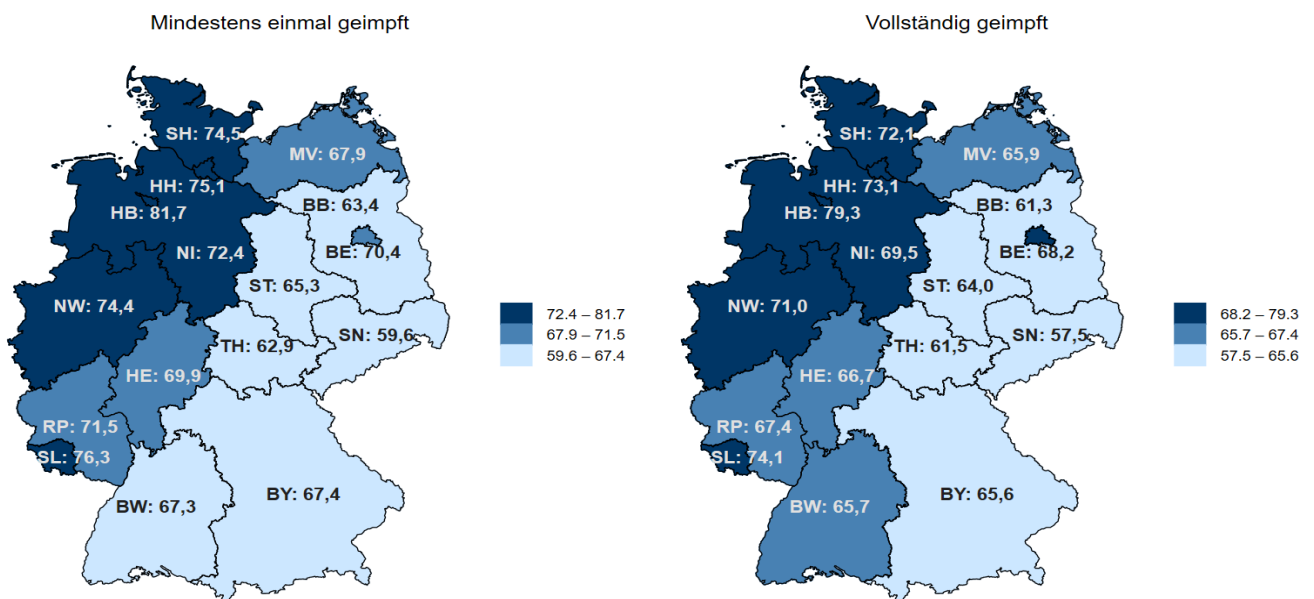 Mindestens einmal geimpft
SH: 74,5
MV: 67,9
HH: 75,1
BB: 63,4
HB: 81,7
NI: 72,4
BE: 70,4
ST: 65,3
NW: 74,4
SN: 59,6
TH: 62,9
HE: 69,9
RP: 71,5
SL: 76,3
BY: 67,4
BW: 67,3
72.4 – 81.7
67.9 – 71.5
59.6 – 67.4
Vollständig geimpft
SH: 72,1
MV: 65,9
HH: 73,1
BB: 61,3
HB: 79,3
NI: 69,5
BE: 68,2
ST: 64,0
NW: 71,0
SN: 57,5
TH: 61,5
HE: 66,7
RP: 67,4
SL: 74,1
BY: 65,6
BW: 65,7
68.2 – 79.3
65.7 – 67.4
57.5 – 65.6